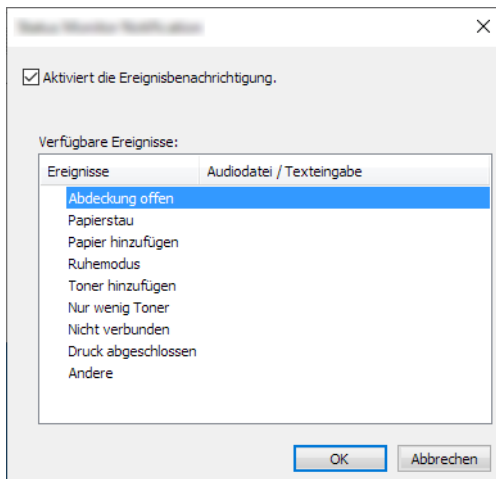 Aktiviert die Ereignisbenachrichtigung.
Verfügbare Ereignisse:
Ereignisse Audiodatei / Texteingabe
Abdeckung offen
Papierstau
Papier hinzufügen
Ruhemodus
Toner hinzufügen
Nur wenig Toner
Nicht verbunden
Druck abgeschlossen
Andere
OK Abbrechen